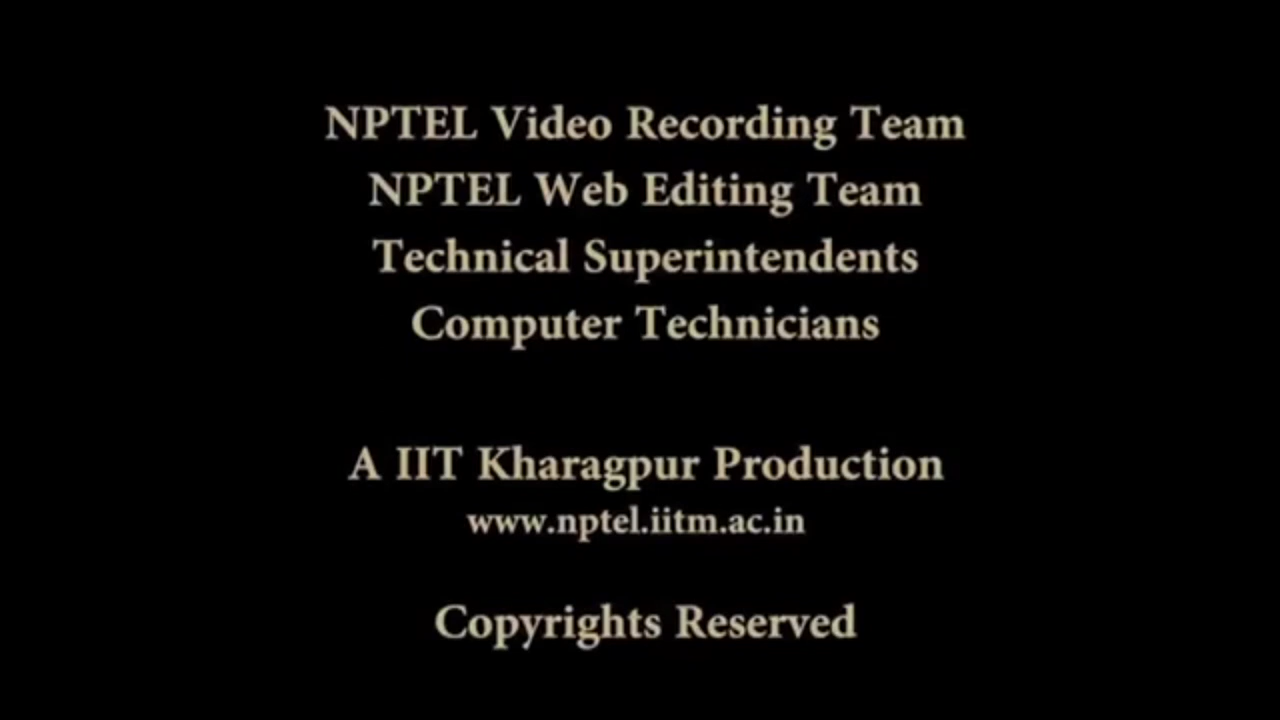 NPTEL Video Recording Team
NPTEL Web Editing Team
Technical Superintendents
Computer Technicians
A IIT Kharagpur Production
www.nptel.iitm.ac.in
Copyrights Reserved